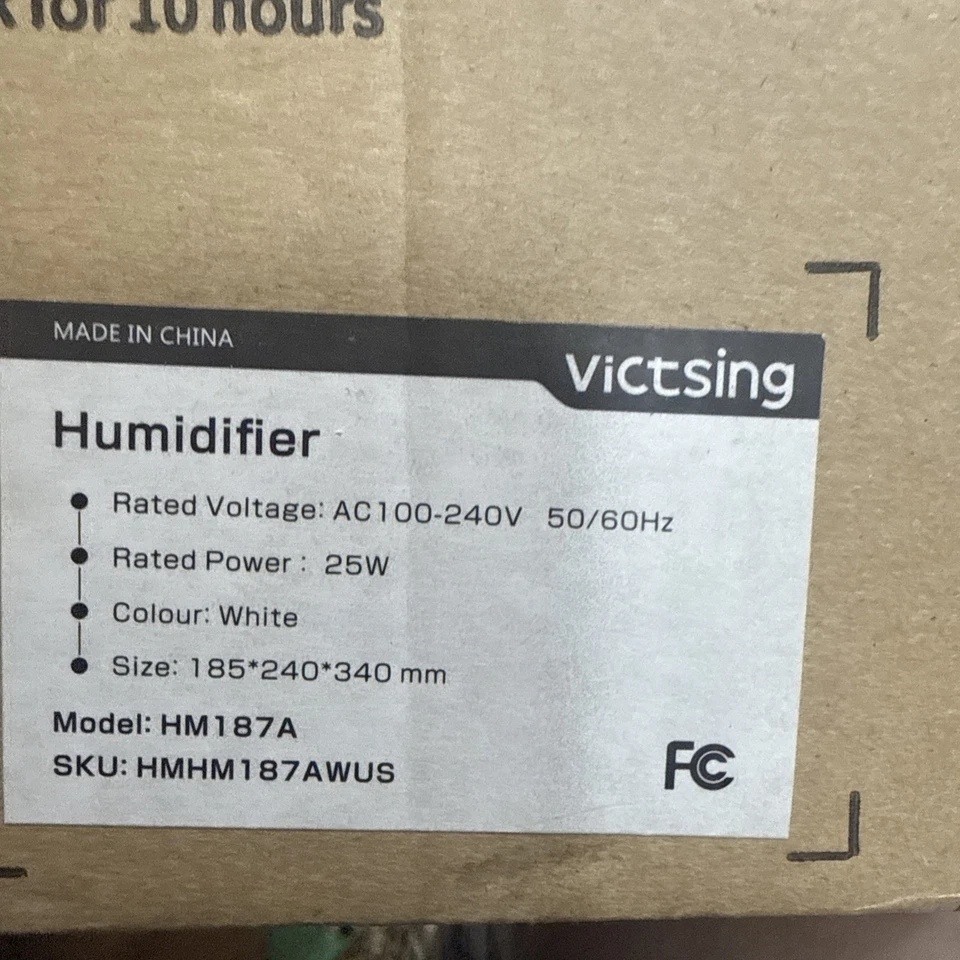 for 10 hours
MADE IN CHINA
Victsing
Humidifier
Rated Voltage: AC100-240V 50/60Hz
Rated Power : 25W
Colour: White
Size: 185*240*340 mm
Model: HM187A
SKU: HMHM187AWUS
FC